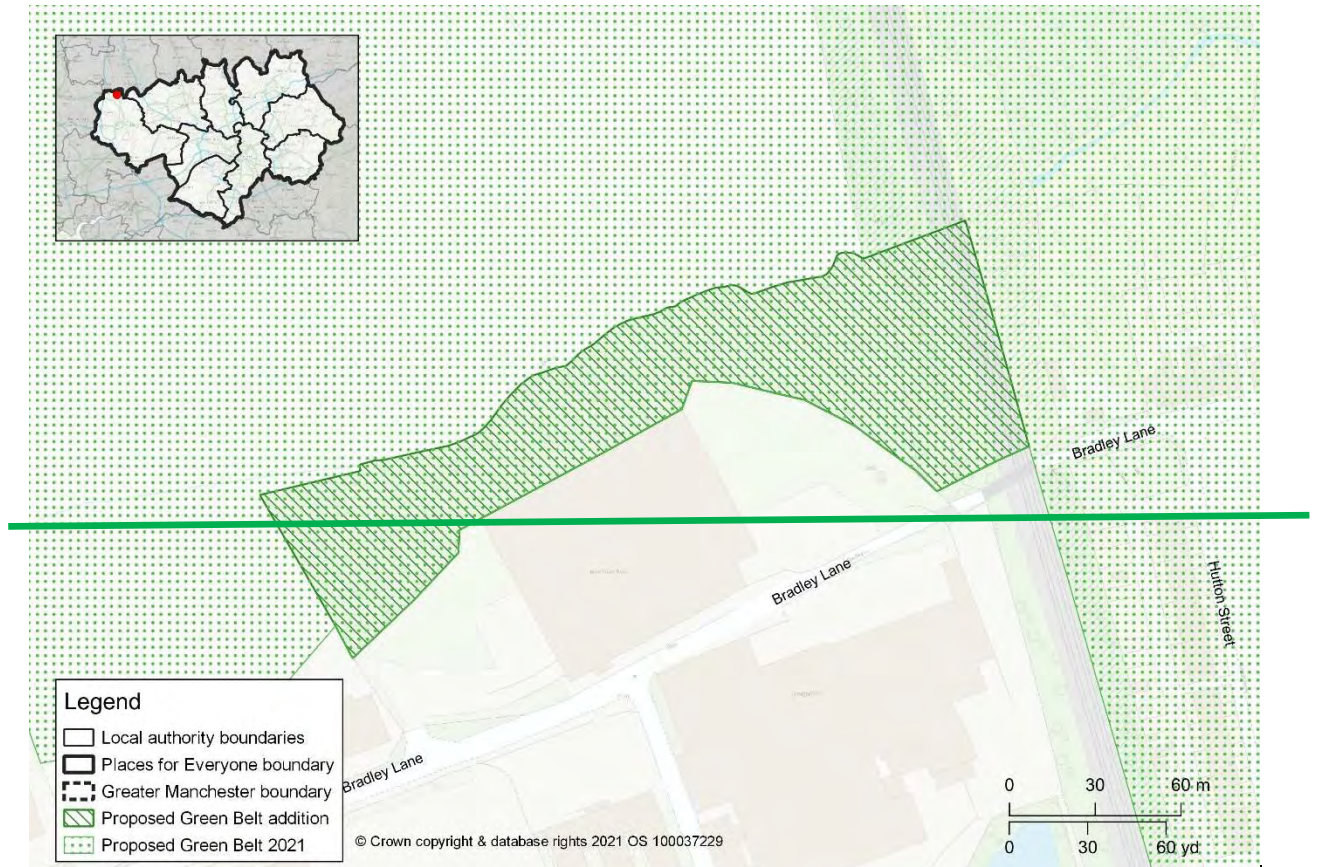 Bradley Lane
Bradley Lane
Hutton Street
Bradley Lane
Legend
Local authority boundaries
Places for Everyone boundary
Greater Manchester boundary
Proposed Green Belt addition
Proposed Green Belt 2021
© Crown copyright & database rights 2021 OS 100037229
0 30 60 m
0 30 60 yd